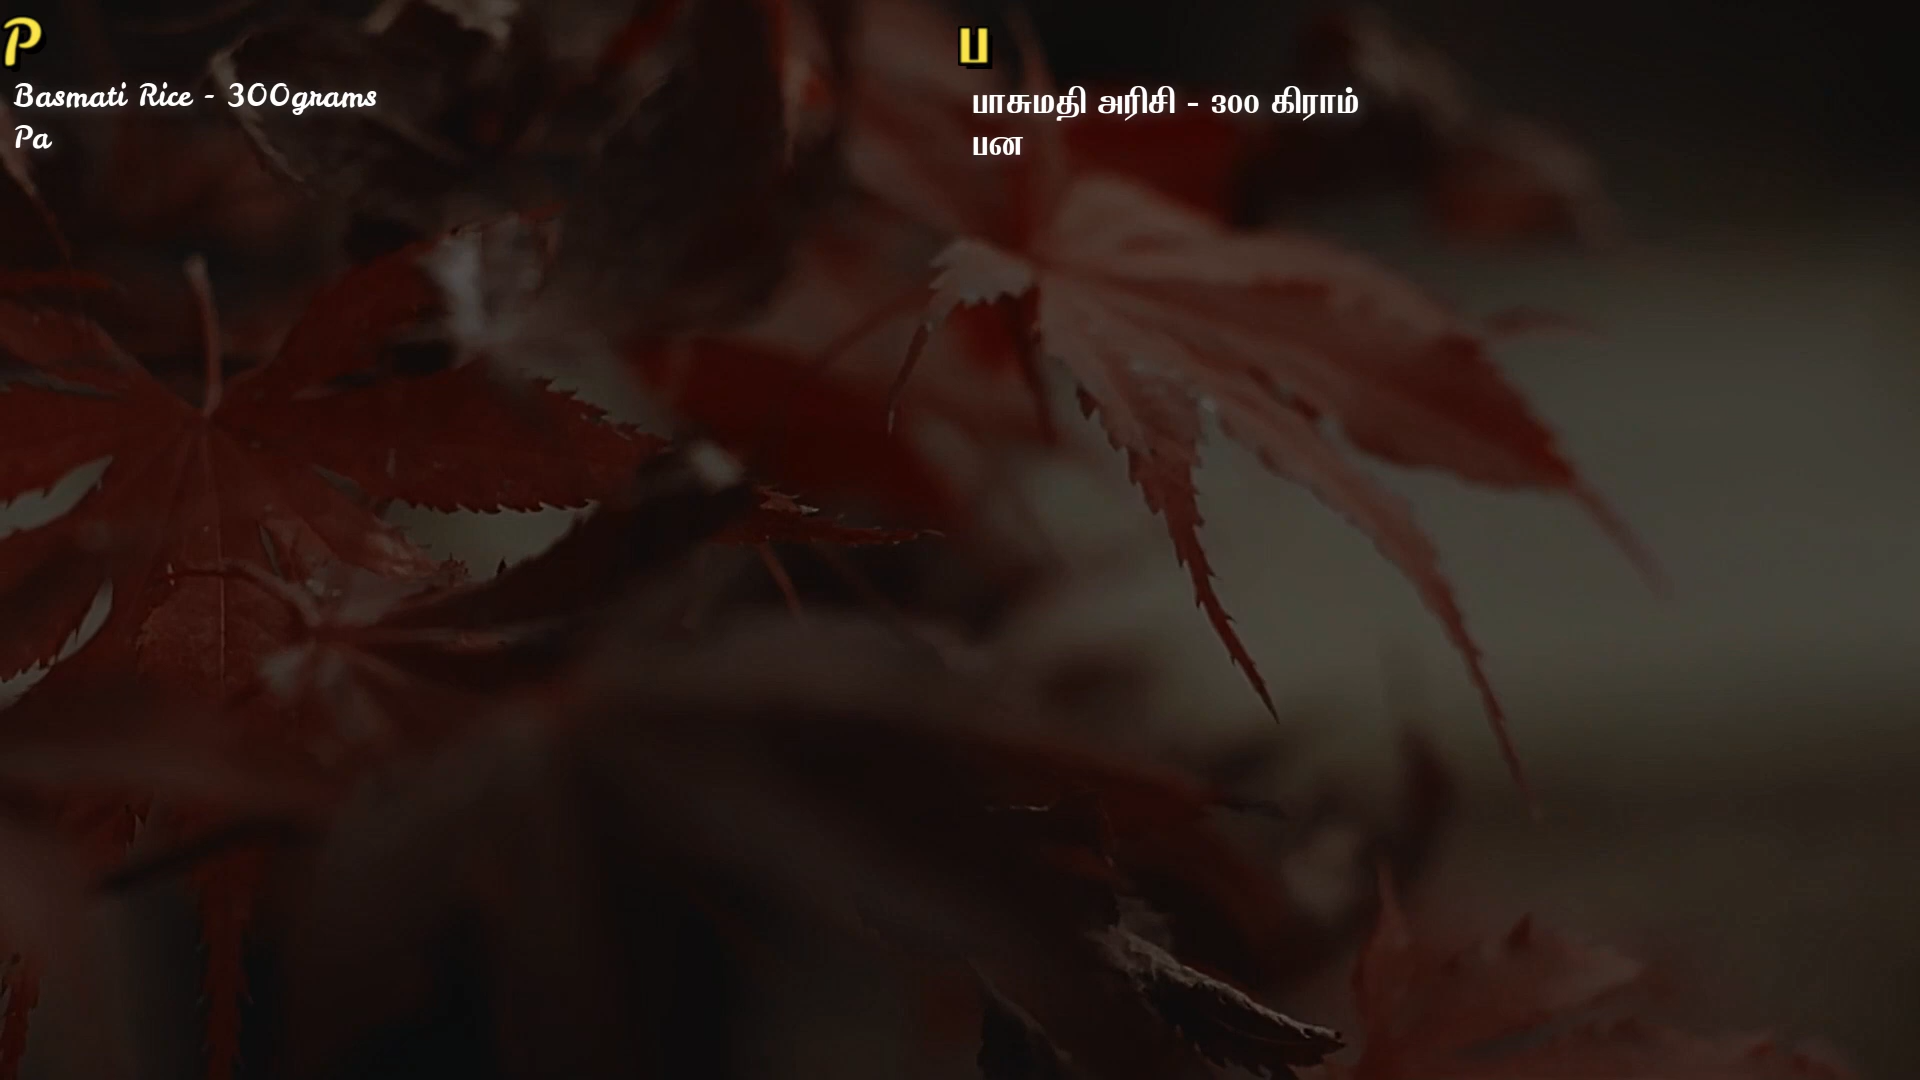 P
Basmati Rice - 300grams
Pa
ப
பாசுமதி அரிசி - 300 கிராம்
பன